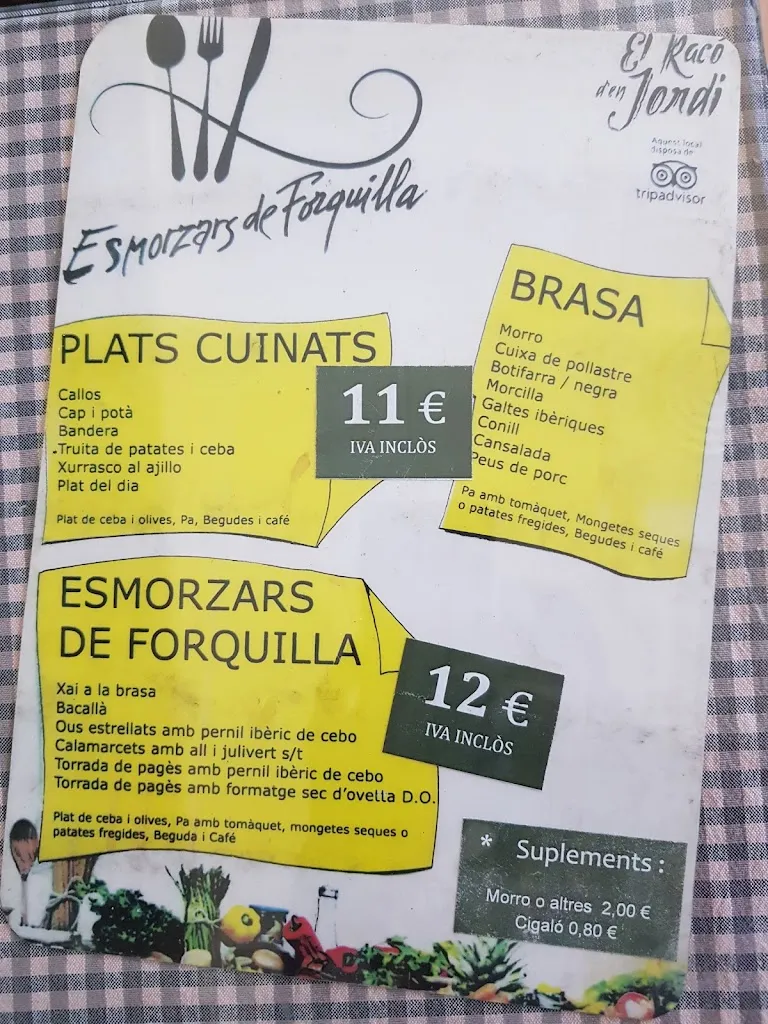 El Racó
d'en Jordi
Aquest local
disposa de
tripadvisor
Esmorzars de Forquilla
PLATS CUINATS
Callos
Cap i potà
Bandera
.Truita de patates i ceba
Xurrasco al ajillo
Plat del dia
Plat de ceba i olives, Pa, Begudes i café
11 €
IVA INCLÒS
BRASA
Morro
Cuixa de pollastre
Botifarra / negra
Morcilla
Galtes ibèriques
Conill
Cansalada
Peus de porc
Pa amb tomàquet, Mongetes seques
o patates fregides, Begudes i café
ESMORZARS
DE FORQUILLA
Xai a la brasa
Bacallà
Ous estrellats amb pernil ibèric de cebo
Calamarcets amb all i julivert s/t
Torrada de pagès amb pernil ibèric de cebo
Torrada de pagès amb formatge sec d'ovella D.O.
Plat de ceba i olives, Pa amb tomàquet, mongetes seques o
patates fregides, Beguda i Café
12 €
IVA INCLÒS
* Suplements :
Morro o altres 2,00 €
Cigaló 0,80 €